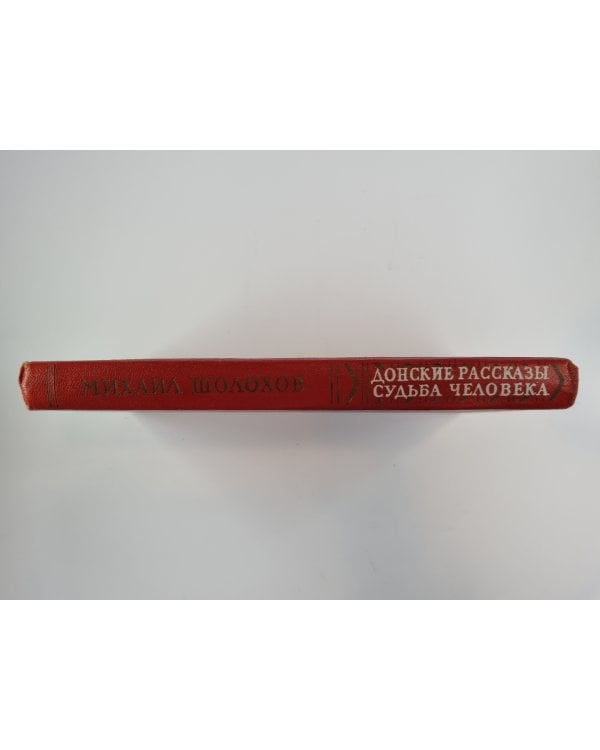 МИХАИЛ ШОЛОХОВ
ДОНСКИЕ РАССКАЗЫ
СУДЬБА ЧЕЛОВЕКА